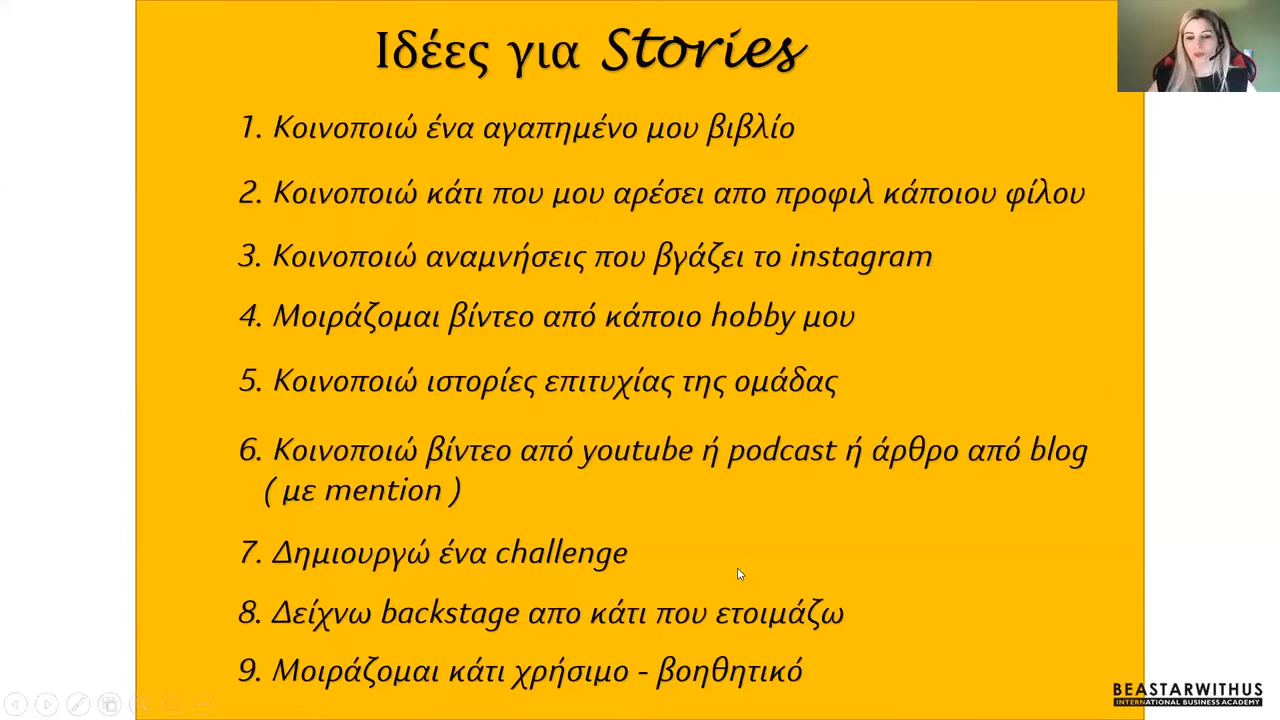 Ιδέες για Stories
1. Κοινοποιώ ένα αγαπημένο μου βιβλίο
2. Κοινοποιώ κάτι που μου αρέσει απο προφιλ κάποιου φίλου
3. Κοινοποιώ αναμνήσεις που βγάζει το instagram
4. Μοιράζομαι βίντεο από κάποιο hobby μου
5. Κοινοποιώ ιστορίες επιτυχίας της ομάδας
6. Κοινοποιώ βίντεο από youtube ή podcast ή άρθρο από blog
( με mention )
7. Δημιουργώ ένα challenge
8. Δείχνω backstage απο κάτι που ετοιμάζω
9. Μοιράζομαι κάτι χρήσιμο - βοηθητικό
BEASTARWITHUS
INTERNATIONAL BUSINESS ACADEMY